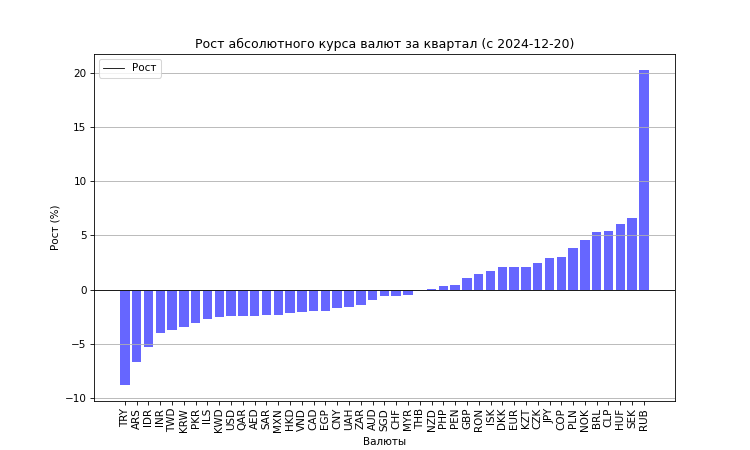 Рост абсолютного курса валют за квартал (с 2024-12-20)
Рост
20
15
10
5
0
−5
−10
Рост (%)
TRY ARS IDR INR TWD KRW PKR ILS KWD USD QAR AED SAR MXN HKD VND CAD EGP CNY UAH ZAR AUD SGD CHF MYR THB NZD PHP PEN GBP RON ISK DKK EUR KZT CZK JPY COP PLN NOK BRL CLP HUF SEK RUB
Валюты